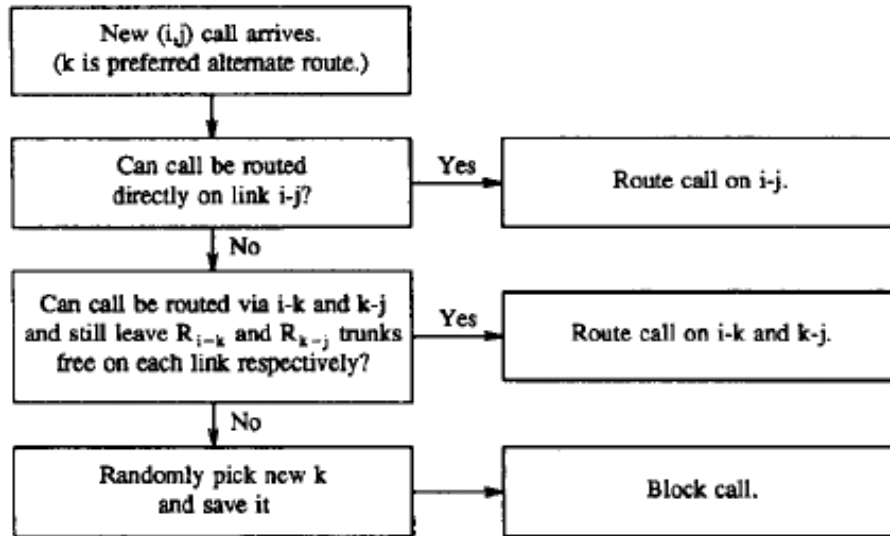 New (i,j) call arrives.
(k is preferred alternate route.)
Can call be routed
directly on link i-j?
Yes
Route call on i-j.
No
Can call be routed via i-k and k-j
and still leave R_{i-k} and R_{k-j} trunks
free on each link respectively?
Yes
Route call on i-k and k-j.
No
Randomly pick new k
and save it
Block call.